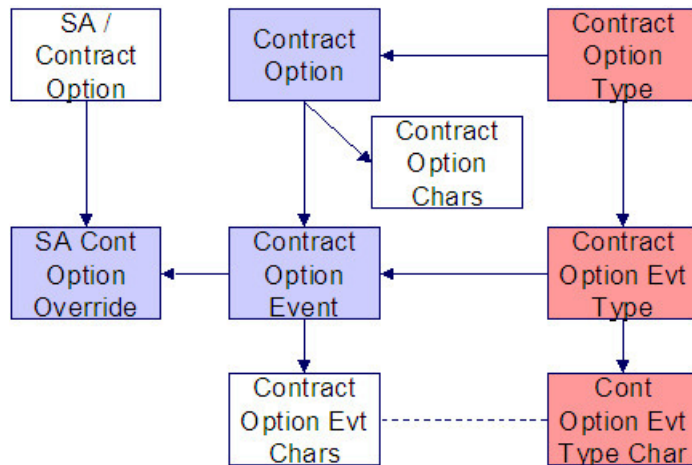 SA /
Contract
Option
Contract
Option
Contract
Option
Type
Contract
Option
Chars
SA Cont
Option
Override
Contract
Option
Event
Contract
Option Evt
Type
Contract
Option Evt
Chars
Cont
Option Evt
Type Char